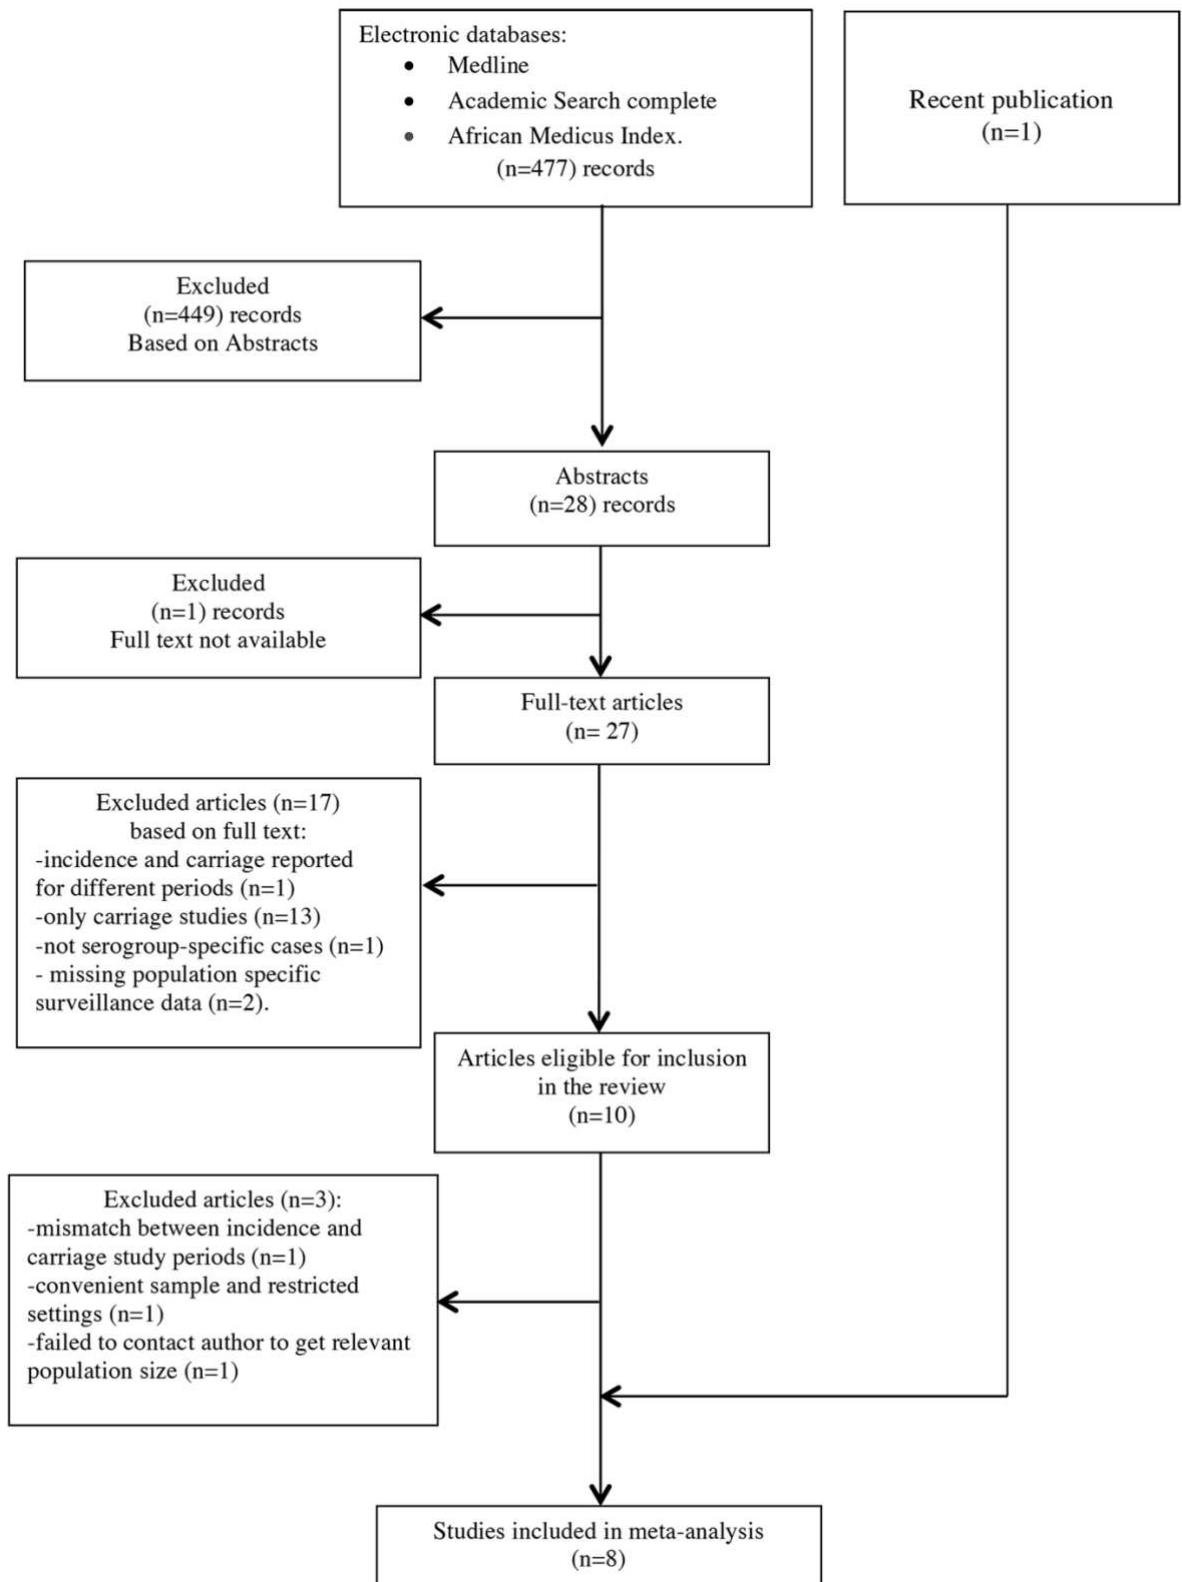 Electronic databases:
• Medline
• Academic Search complete
• African Medicus Index.
(n=477) records
Recent publication
(n=1)
Excluded
(n=449) records
Based on Abstracts
Abstracts
(n=28) records
Excluded
(n=1) records
Full text not available
Full-text articles
(n= 27)
Excluded articles (n=17)
based on full text:
-incidence and carriage reported
for different periods (n=1)
-only carriage studies (n=13)
-not serogroup-specific cases (n=1)
- missing population specific
surveillance data (n=2).
Articles eligible for inclusion
in the review
(n=10)
Excluded articles (n=3):
-mismatch between incidence and
carriage study periods (n=1)
-convenient sample and restricted
settings (n=1)
-failed to contact author to get relevant
population size (n=1)
Studies included in meta-analysis
(n=8)